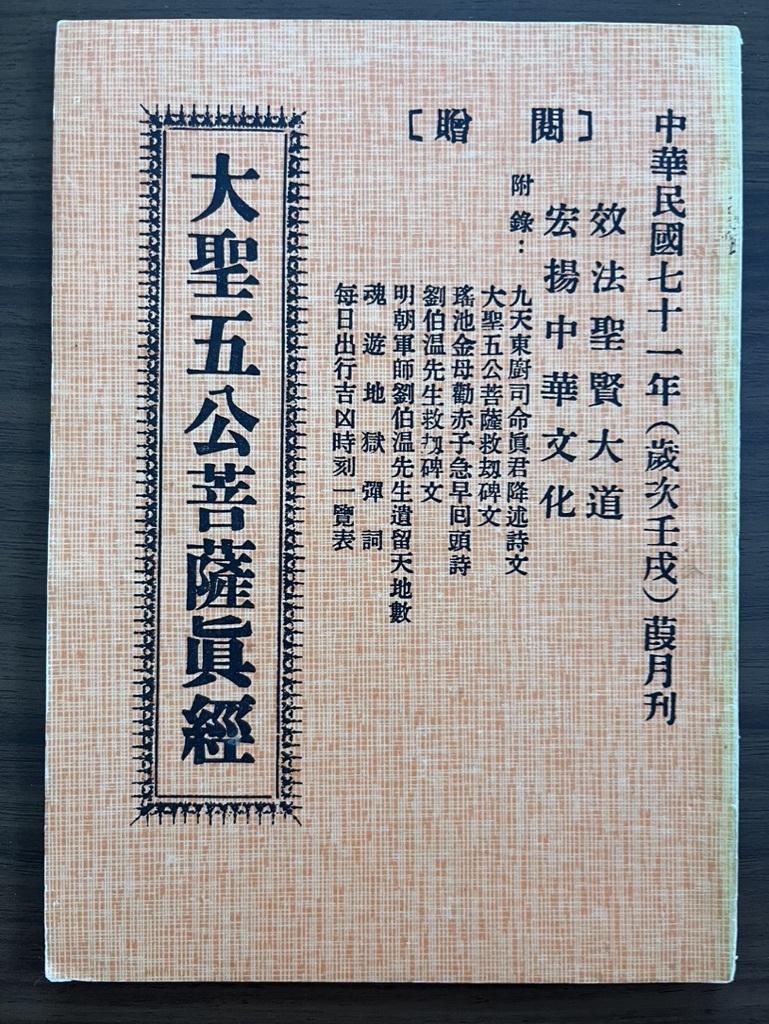 中華民國七十一年(歲次壬戌)葭月刊
[贈閱]
效法聖賢大道
宏揚中華文化
附錄：
九天東廚司命眞君降述詩文
大聖五公菩薩救刼碑文
瑤池金母勸赤子急早囘頭詩
劉伯溫先生救刼碑文
明朝軍師劉伯溫先生遺留天地數
魂遊地獄彈詞
每日出行吉凶時刻一覽表
大聖五公菩薩眞經